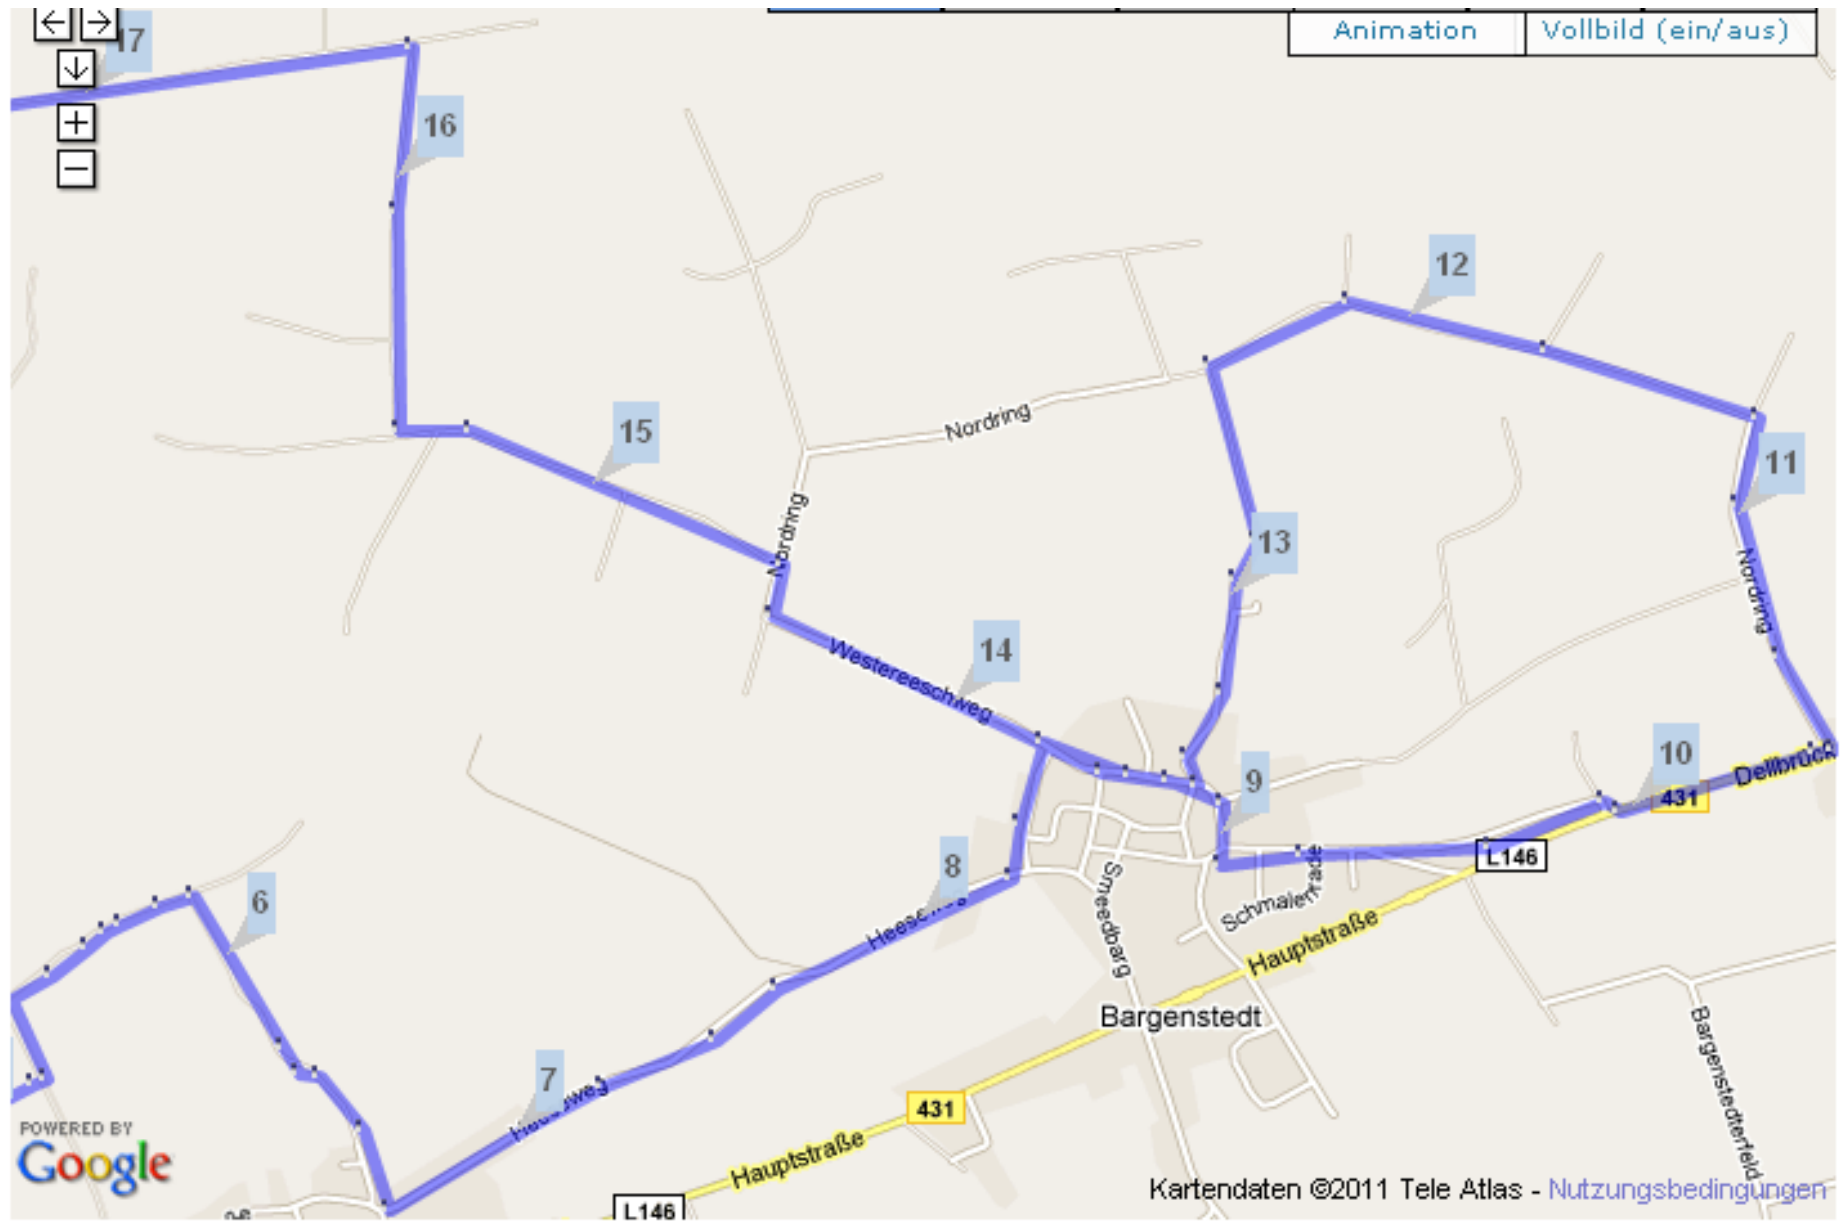 Animation
Vollbild (ein/aus)
17
16
12
15
Nordring
11
Nordring
13
Nordring
14
Westereeschweg
10
9
Dellbrück
431
8
L146
6
Schmalenrade
Smeedbarg
Hauptstraße
Bargenstedt
7
431
Bargenstedterfeld
POWERED BY
Google
Hauptstraße
Kartendaten ©2011 Tele Atlas - Nutzungsbedingungen
L146